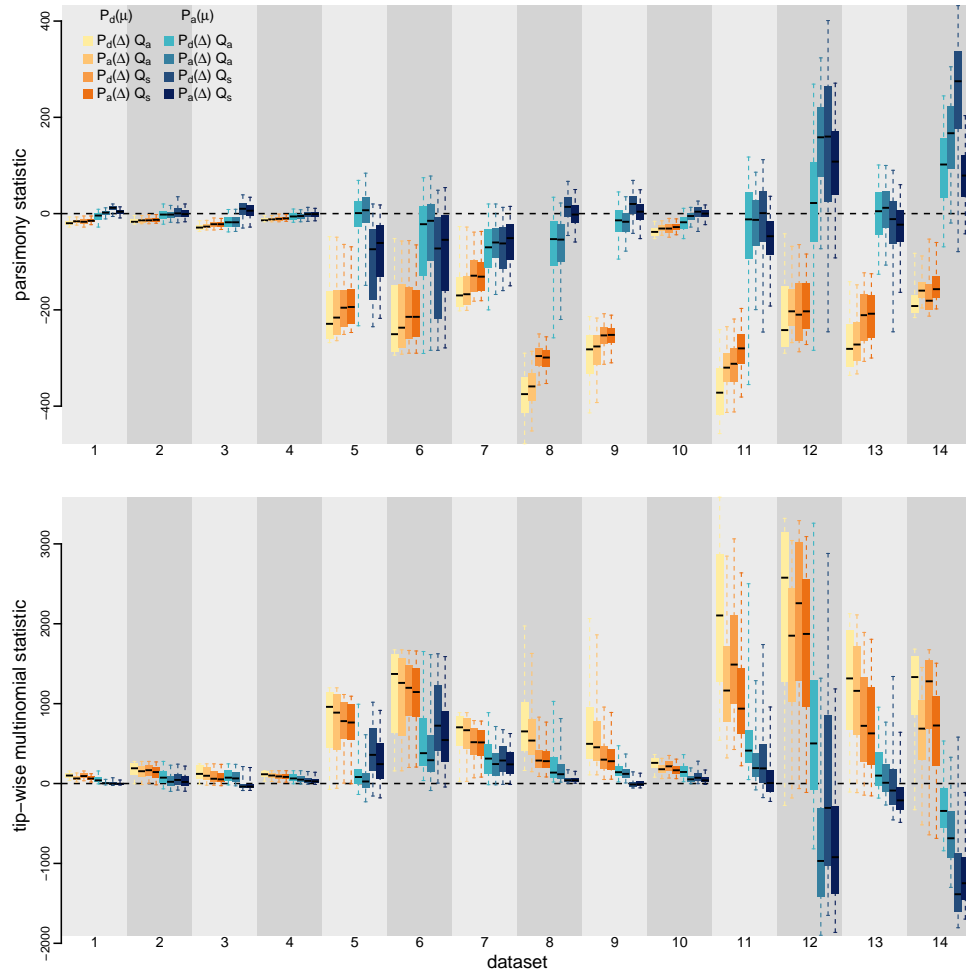 400
200
0
−200
−400
parsimony statistic
P_d(μ) P_a(μ)
P_d(Δ) Q_a P_d(Δ) Q_a
P_a(Δ) Q_a P_a(Δ) Q_a
P_d(Δ) Q_s P_d(Δ) Q_s
P_a(Δ) Q_s P_a(Δ) Q_s
1 2 3 4 5 6 7 8 9 10 11 12 13 14
3000
2000
1000
0
−1000
−2000
tip−wise multinomial statistic
1 2 3 4 5 6 7 8 9 10 11 12 13 14
dataset